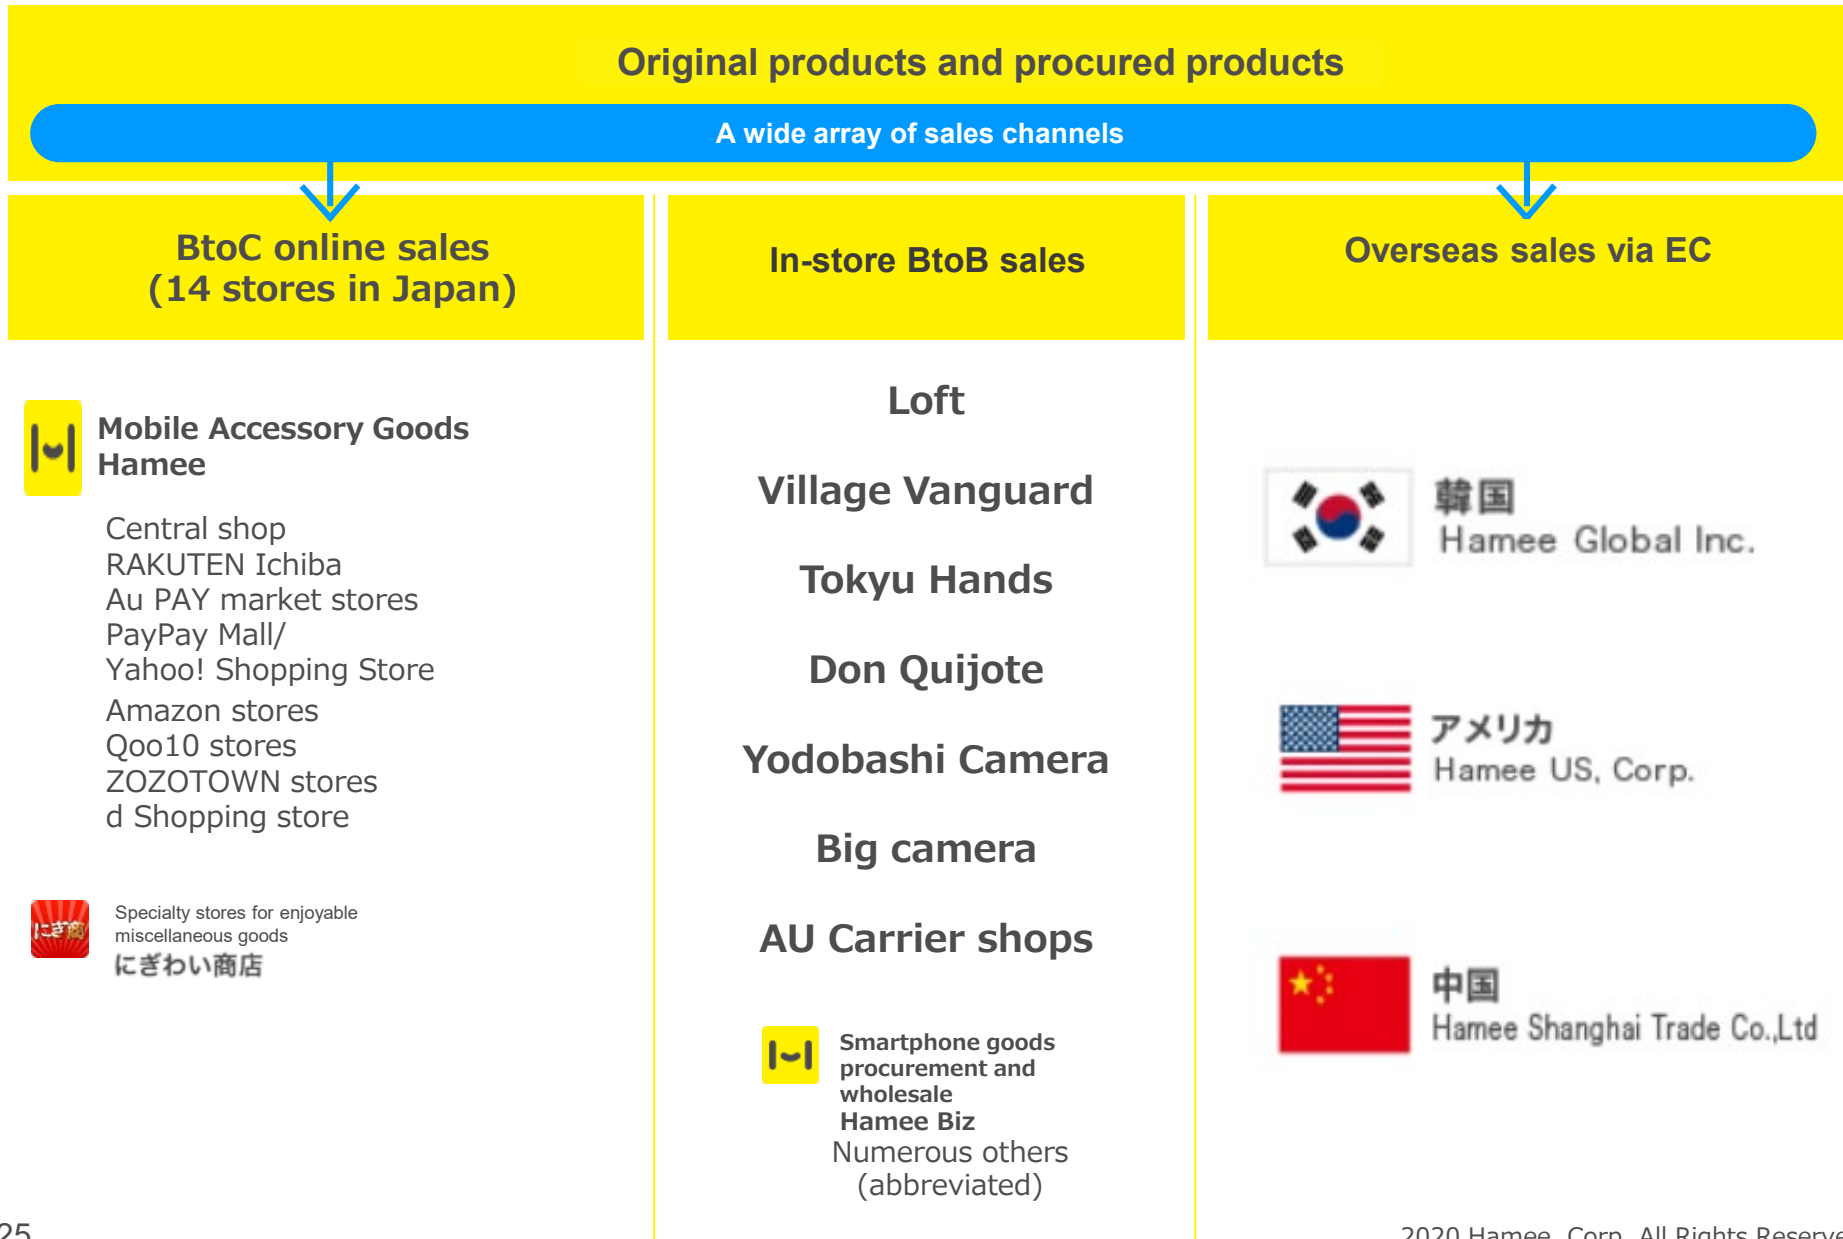 Original products and procured products
A wide array of sales channels
BtoC online sales
(14 stores in Japan)
Mobile Accessory Goods
Hamee
Central shop
RAKUTEN Ichiba
Au PAY market stores
PayPay Mall/
Yahoo! Shopping Store
Amazon stores
Qoo10 stores
ZOZOTOWN stores
d Shopping store
にぎ商
Specialty stores for enjoyable
miscellaneous goods
にぎわい商店
In-store BtoB sales
Loft
Village Vanguard
Tokyu Hands
Don Quijote
Yodobashi Camera
Big camera
AU Carrier shops
Smartphone goods
procurement and
wholesale
Hamee Biz
Numerous others
(abbreviated)
Overseas sales via EC
韓国
Hamee Global Inc.
アメリカ
Hamee US, Corp.
中国
Hamee Shanghai Trade Co.,Ltd
25
2020 Hamee, Corp. All Rights Reserve